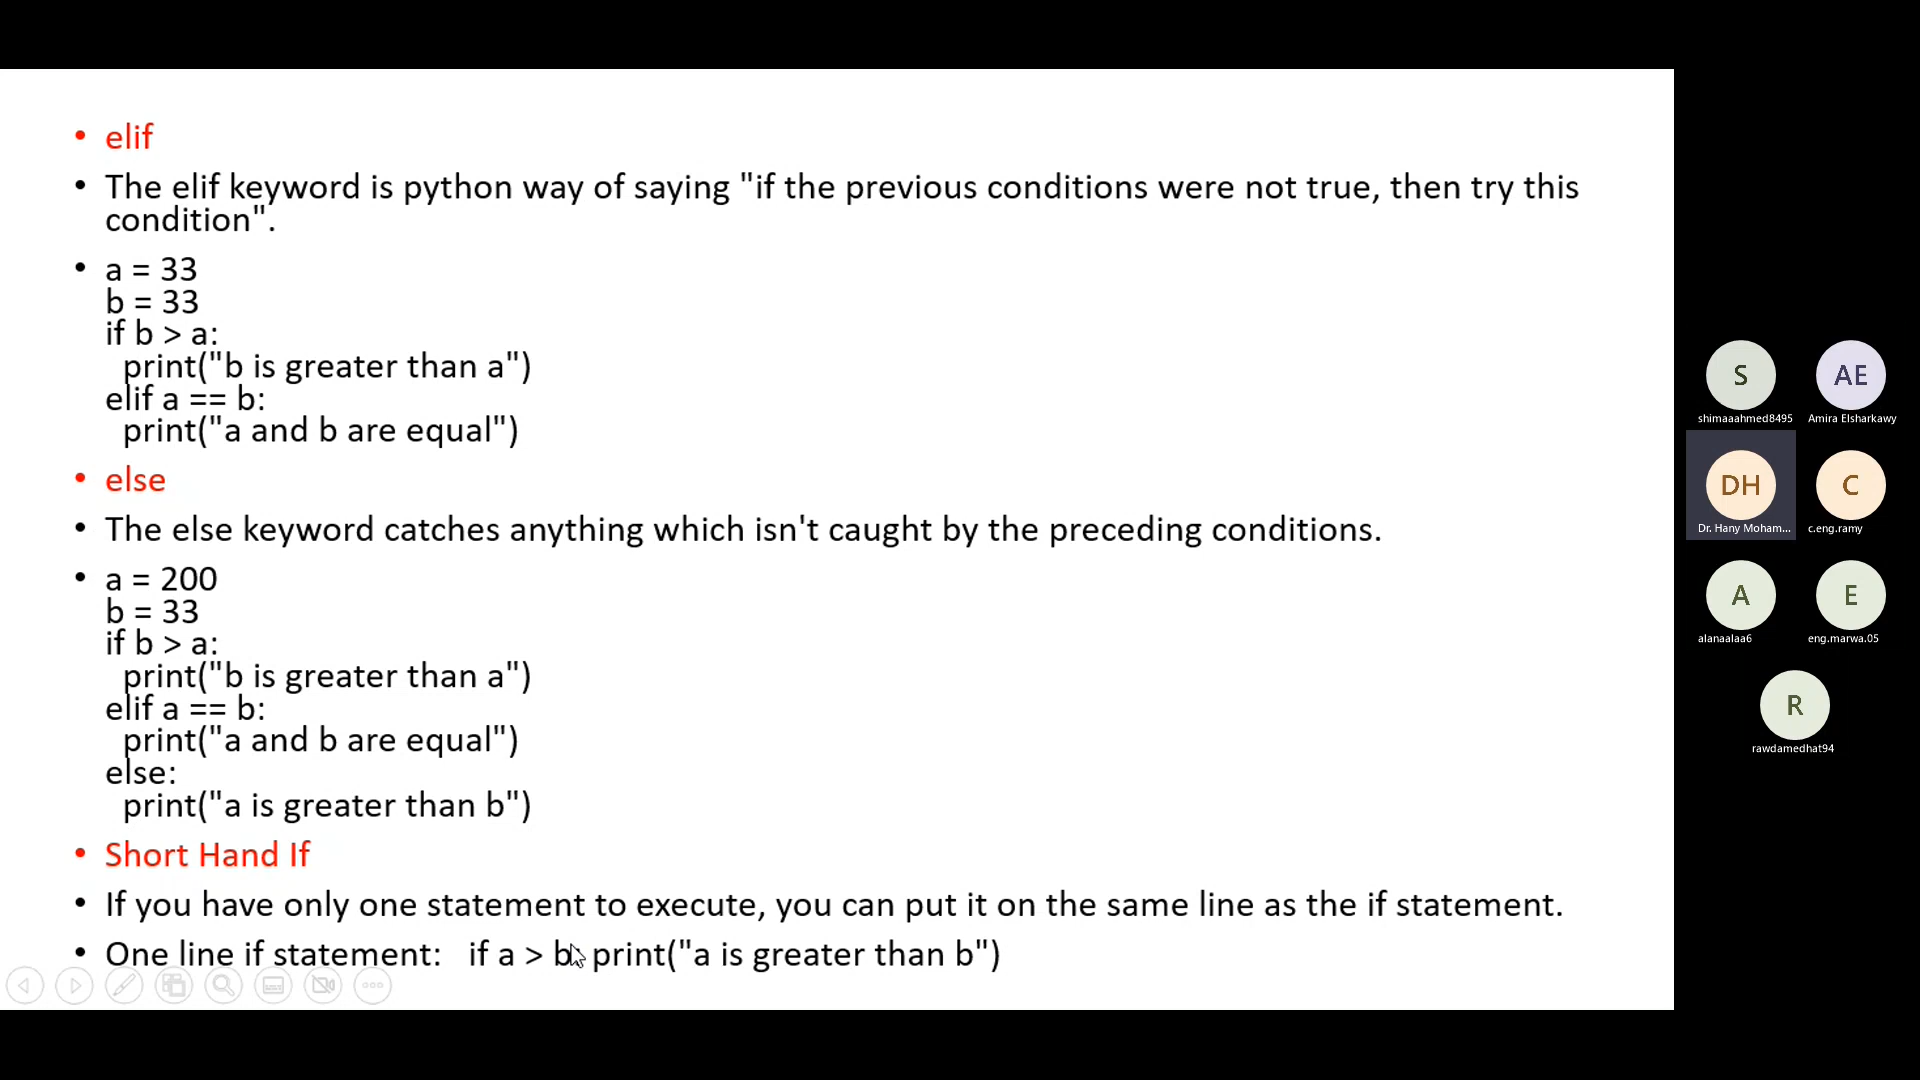 • elif
• The elif keyword is python way of saying "if the previous conditions were not true, then try this
condition".
• a = 33
b = 33
if b > a:
  print("b is greater than a")
elif a == b:
  print("a and b are equal")
• else
• The else keyword catches anything which isn't caught by the preceding conditions.
• a = 200
b = 33
if b > a:
  print("b is greater than a")
elif a == b:
  print("a and b are equal")
else:
  print("a is greater than b")
• Short Hand If
• If you have only one statement to execute, you can put it on the same line as the if statement.
• One line if statement:   if a > b: print("a is greater than b")
S
shimaaahmed8495
AE
Amira Elsharkawy
DH
Dr. Hany Moham...
C
c.eng.ramy
A
alanaalaa6
E
eng.marwa.05
R
rawdamedhat94